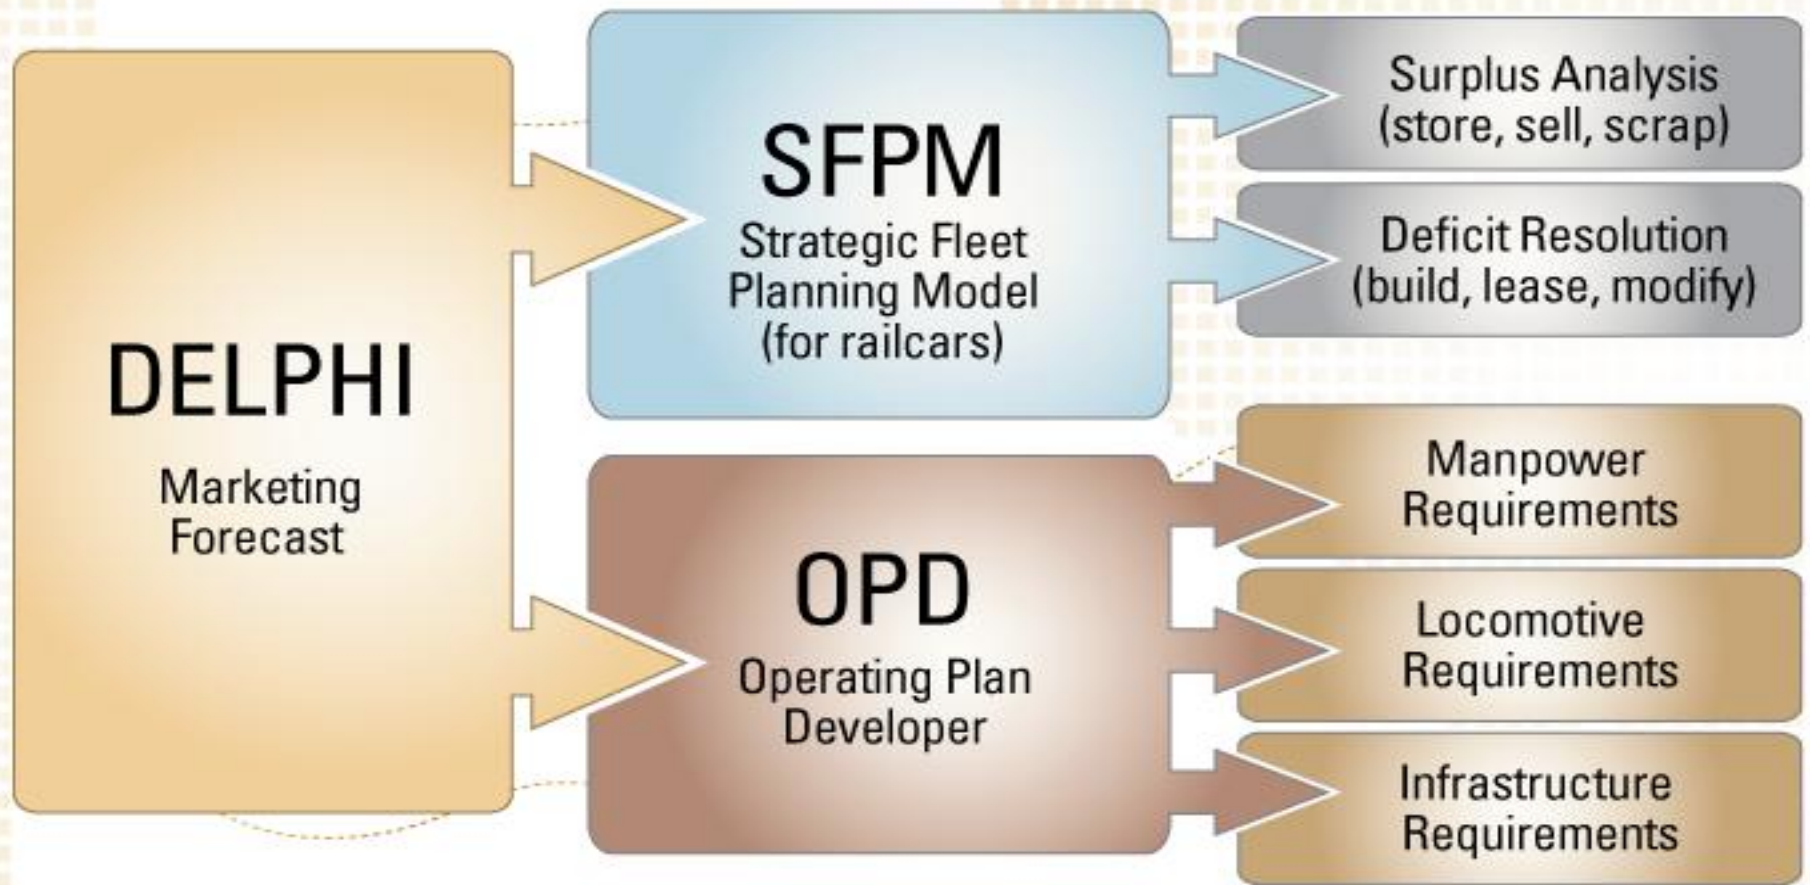 DELPHI
Marketing
Forecast
SFPM
Strategic Fleet
Planning Model
(for railcars)
Surplus Analysis
(store, sell, scrap)
Deficit Resolution
(build, lease, modify)
OPD
Operating Plan
Developer
Manpower
Requirements
Locomotive
Requirements
Infrastructure
Requirements